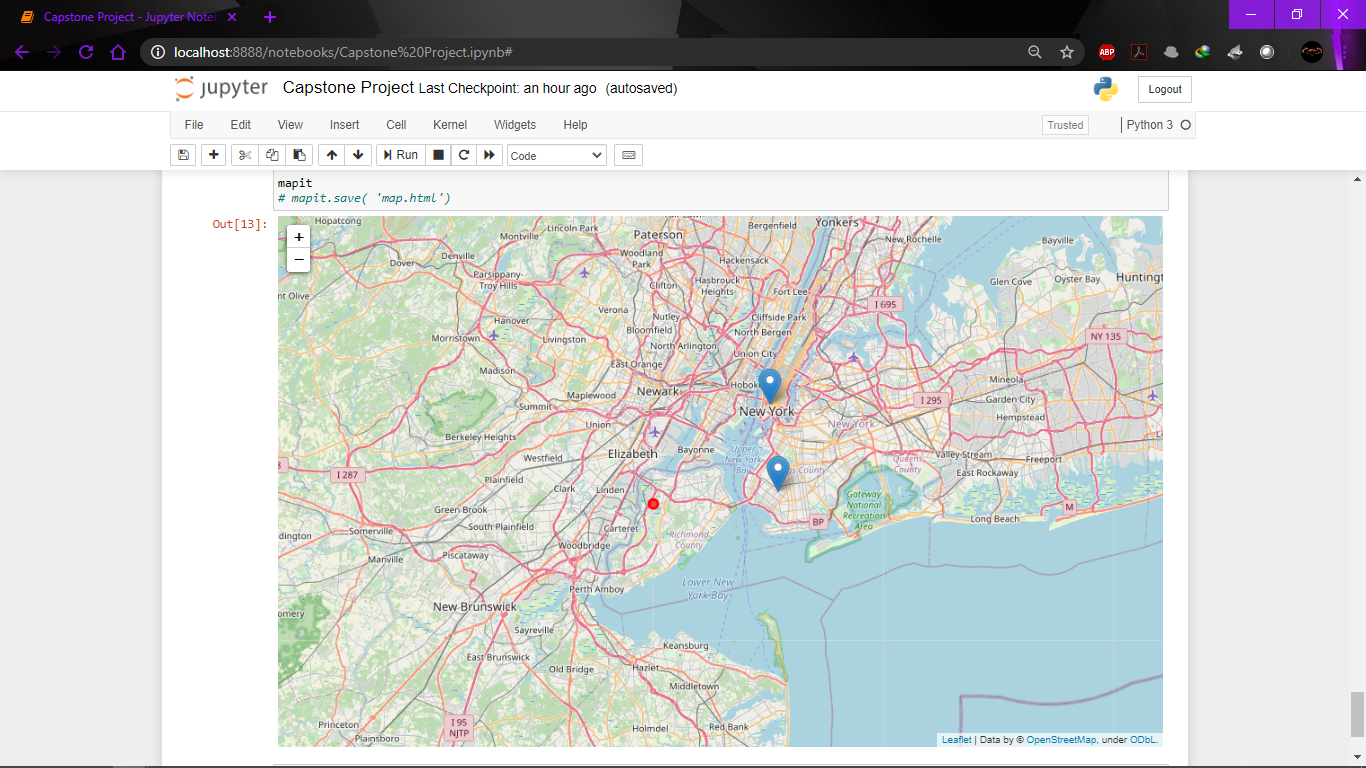 Capstone Project - Jupyter Note
localhost:8888/notebooks/Capstone%20Project.ipynb#
ABP
jupyter Capstone Project Last Checkpoint: an hour ago (autosaved)
Logout
File Edit View Insert Cell Kernel Widgets Help
Trusted Python 3
Run Code
mapit
# mapit.save( 'map.html')
Out[13]:
+
−
Hopatcong
Lincoln Park
Bergenfield
Yonkers
Montville
Paterson
New Rochelle
Bayville
Denville
Dover
Woodland Park
Hackensack
Parsippany-
Troy Hills
Glen Cove
Oyster Bay
Huntingt
Clifton
Hasbrouck
Heights
Fort Lee
nt Olive
I 695
Verona
Nutley
Cliffside Park
Hanover
Bloomfield
North Bergen
Morristown
Livingston
North Arlington
NY 135
Union City
East Orange
Madison
Mineola
Newark
Hobok
Maplewood
Garden City
I 295
Summit
New York
Hempstead
Union
New York
Berkeley Heights
Bayonne
Upper
New York
Bay
Elizabeth
Valley Stream
Queens
County
Freeport
Westfield
I 287
gs County
East Rockaway
Plainfield
Clark
Linden
Gateway
National
Recreation
Area
M
Green Brook
Long Beach
BP
South Plainfield
Carteret
Somerville
Richmond
County
dington
Woodbridge
Piscataway
Manville
Lower New
York Bay
Perth Amboy
New Brunswick
omery
Sayreville
Keansburg
East Brunswick
Old Bridge
Hazlet
Middletown
Princeton
I 95
NJTP
Holmdel
Red Bank
Plainsboro
Leaflet | Data by © OpenStreetMap, under ODbL.